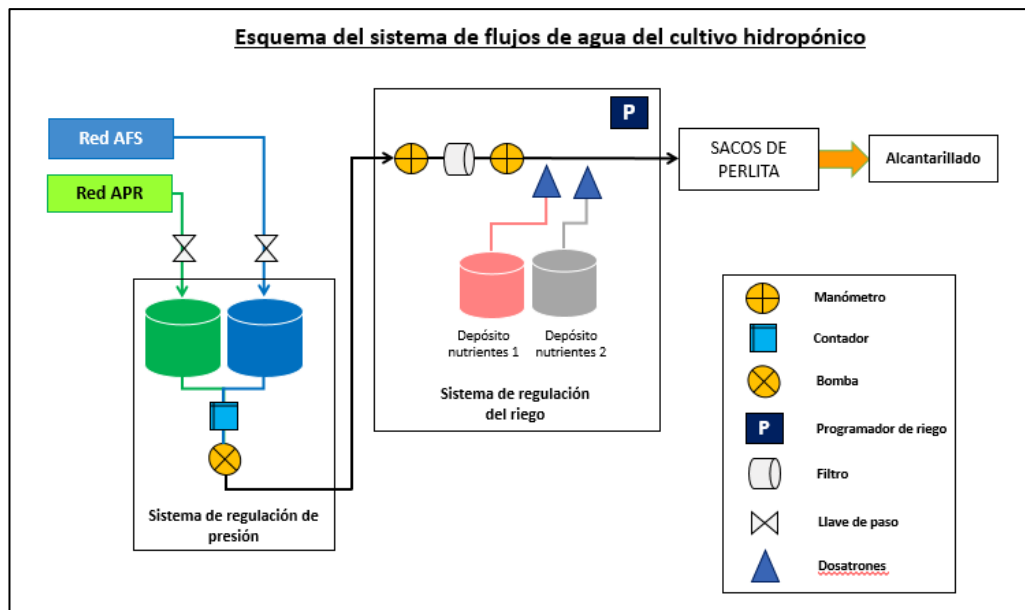 Esquema del sistema de flujos de agua del cultivo hidropónico
Red AFS
Red APR
P
SACOS DE
PERLITA
Alcantarillado
Depósito
nutrientes 1
Depósito
nutrientes 2
Sistema de regulación
del riego
Sistema de regulación de
presión
Manómetro
Contador
Bomba
P
Programador de riego
Filtro
Llave de paso
Dosatrones